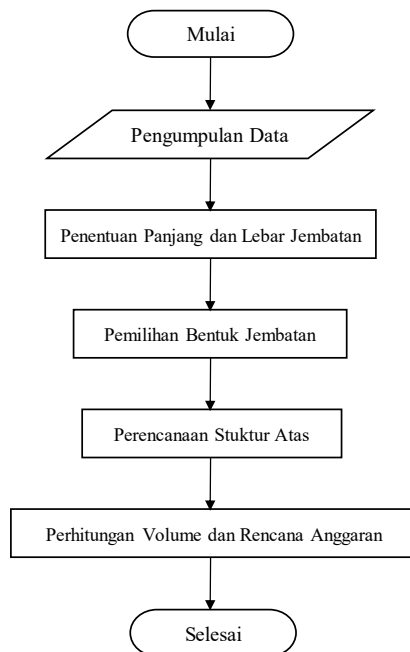 Mulai
Pengumpulan Data
Penentuan Panjang dan Lebar Jembatan
Pemilihan Bentuk Jembatan
Perencanaan Stuktur Atas
Perhitungan Volume dan Rencana Anggaran
Selesai